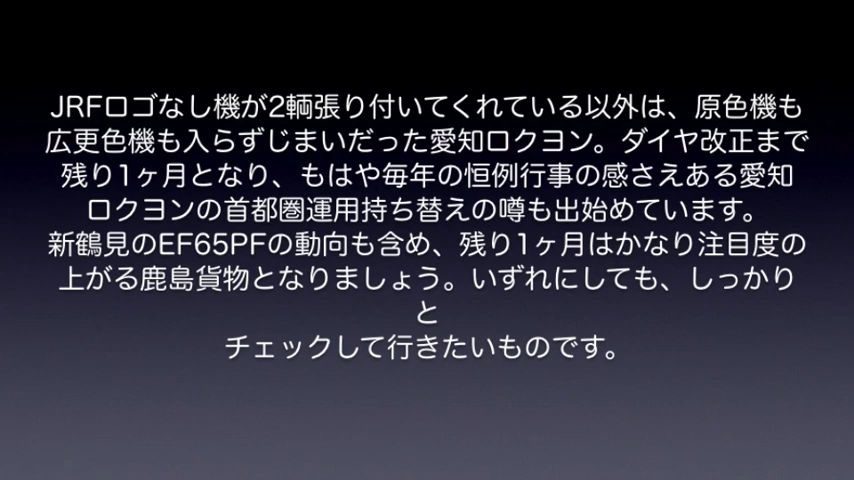 JRFロゴなし機が2輌張り付いてくれている以外は、原色機も
広更色機も入らずじまいだった愛知ロクヨン。ダイヤ改正まで
残り1ヶ月となり、もはや毎年の恒例行事の感さえある愛知
ロクヨンの首都圏運用持ち替えの噂も出始めています。
新鶴見のEF65PFの動向も含め、残り1ヶ月はかなり注目度の
上がる鹿島貨物となりましょう。いずれにしても、しっかり
と
チェックして行きたいものです。